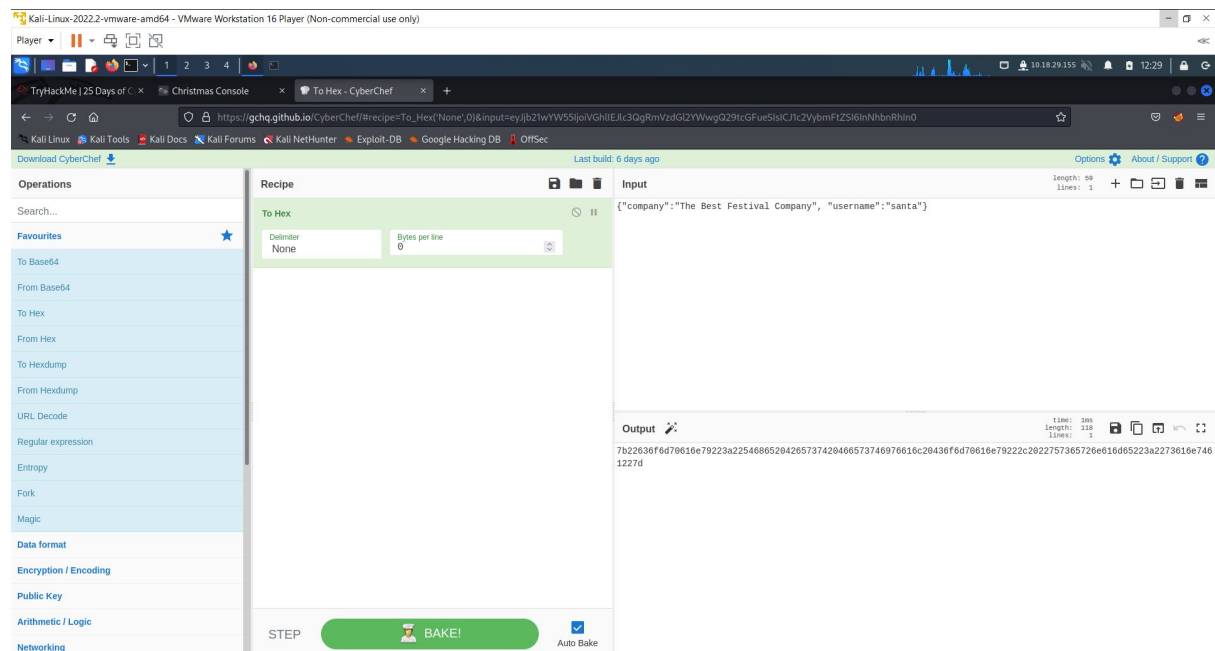 Kali-Linux-2022.2-vmware-amd64 - VMware Workstation 16 Player (Non-commercial use only)
Player
1 2 3 4
10.18.29.155
12:29
TryHackMe | 25 Days of C
Christmas Console
To Hex - CyberChef
https://gchq.github.io/CyberChef/#recipe=To_Hex('None',0)&input=eyJjb21wYW55IjoiVGhlIEJlc3QgRmVzdGl2YWwgQ29tcGFueSIsICJ1c2VybmFtZSI6InNhbnRhIn0
Kali Linux
Kali Tools
Kali Docs
Kali Forums
Kali NetHunter
Exploit-DB
Google Hacking DB
OffSec
Download CyberChef
Last build: 6 days ago
Options
About / Support
Operations
Search...
Favourites
To Base64
From Base64
To Hex
From Hex
To Hexdump
From Hexdump
URL Decode
Regular expression
Entropy
Fork
Magic
Data format
Encryption / Encoding
Public Key
Arithmetic / Logic
Networking
Recipe
To Hex
Delimiter
None
Bytes per line
0
STEP
BAKE!
Auto Bake
Input
length: 59
lines: 1
{"company":"The Best Festival Company", "username":"santa"}
Output
time: 1ms
length: 118
lines: 1
7b22636f6d70616e79223a22546865204265737420466573746976616c20436f6d70616e79222c2022757365726e616d65223a2273616e746
1227d